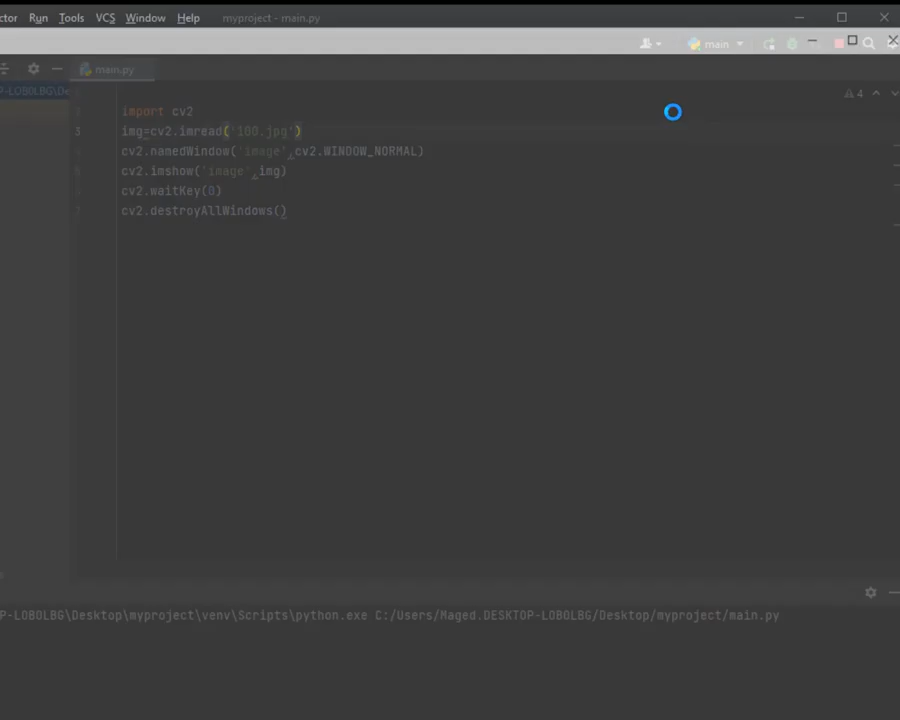 ctor Run Tools VCS Window Help myproject - main.py
main
main.py
P-LOBOLBG\De
4
import cv2
3 img=cv2.imread('100.jpg')
cv2.namedWindow('image',cv2.WINDOW_NORMAL)
cv2.imshow('image',img)
cv2.waitKey(0)
cv2.destroyAllWindows()
P-LOBOLBG\Desktop\myproject\venv\Scripts\python.exe C:/Users/Maged.DESKTOP-LOBOLBG/Desktop/myproject/main.py